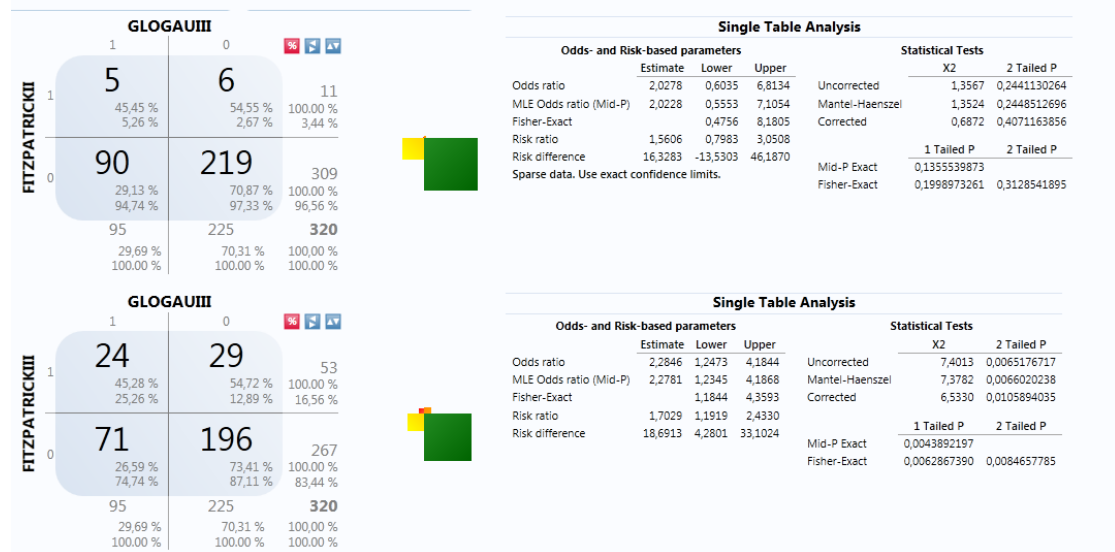 GLOGAUIII
1 0 %
FITZPATRICKII
1 5 6 11
45,45 % 54,55 % 100.00 %
5,26 % 2,67 % 3,44 %
0 90 219 309
29,13 % 70,87 % 100.00 %
94,74 % 97,33 % 96,56 %
95 225 320
29,69 % 70,31 % 100,00 %
100.00 % 100.00 % 100.00 %
Single Table Analysis
Odds- and Risk-based parameters
Estimate Lower Upper
Odds ratio 2,0278 0,6035 6,8134
MLE Odds ratio (Mid-P) 2,0228 0,5553 7,1054
Fisher-Exact 0,4756 8,1805
Risk ratio 1,5606 0,7983 3,0508
Risk difference 16,3283 -13,5303 46,1870
Sparse data. Use exact confidence limits.
Statistical Tests
X2 2 Tailed P
Uncorrected 1,3567 0,2441130264
Mantel-Haenszel 1,3524 0,2448512696
Corrected 0,6872 0,4071163856
1 Tailed P 2 Tailed P
Mid-P Exact 0,1355539873
Fisher-Exact 0,1998973261 0,3128541895
GLOGAUIII
1 0 %
FITZPATRICKIII
1 24 29 53
45,28 % 54,72 % 100.00 %
25,26 % 12,89 % 16,56 %
0 71 196 267
26,59 % 73,41 % 100.00 %
74,74 % 87,11 % 83,44 %
95 225 320
29,69 % 70,31 % 100,00 %
100.00 % 100.00 % 100.00 %
Single Table Analysis
Odds- and Risk-based parameters
Estimate Lower Upper
Odds ratio 2,2846 1,2473 4,1844
MLE Odds ratio (Mid-P) 2,2781 1,2345 4,1868
Fisher-Exact 1,1844 4,3593
Risk ratio 1,7029 1,1919 2,4330
Risk difference 18,6913 4,2801 33,1024
Statistical Tests
X2 2 Tailed P
Uncorrected 7,4013 0,0065176717
Mantel-Haenszel 7,3782 0,0066020238
Corrected 6,5330 0,0105894035
1 Tailed P 2 Tailed P
Mid-P Exact 0,0043892197
Fisher-Exact 0,0062867390 0,0084657785